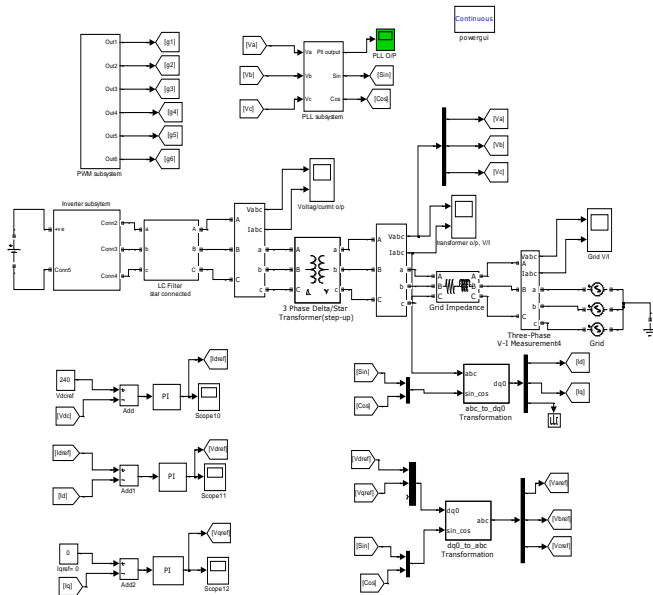 Continuous
powergui
Out1
[g1]
Out2
[g2]
Out3
[g3]
Out4
[g4]
Out5
[g5]
Out6
[g6]
PWM subsystem
[Va]
[Vb]
[Vc]
Va
Vb
Vc
Pll output
Sin
Cos
PLL subsystem
PLL O/P
[Sin]
[Cos]
[Va]
[Vb]
[Vc]
Inverter subsytem
+ve
Conn5
Conn2
Conn3
Conn4
a
b
c
A
B
C
LC Filter
star connected
A
B
C
Vabc
Iabc
a
b
c
Voltag/curnt o/p
A
B
C
a
b
c
Δ
Y
3 Phase Delta/Star
Transformer(step-up)
A
B
C
Vabc
Iabc
a
b
c
transformer o/p, V/I
A
B
C
A
B
C
Grid Impedance
A
B
C
Vabc
Iabc
a
b
c
Three-Phase
V-I Measurement4
Grid V/I
Grid
240
Vdcref
[Vdc]
Add
PI
[Idref]
Scope10
[Idref]
[Id]
Add1
PI
[Vdref]
Scope11
0
Iqref= 0
[Iq]
Add2
PI
[Vqref]
Scope12
[Sin]
[Cos]
abc
sin_cos
dq0
abc_to_dq0
Transformation
[Id]
[Iq]
[Vdref]
[Vqref]
[Sin]
[Cos]
dq0
sin_cos
abc
dq0_to_abc
Transformation
[Varef]
[Vbref]
[Vcref]